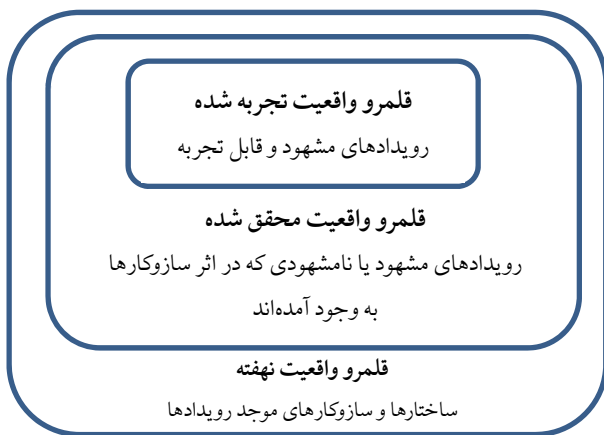 قلمرو واقعیت تجربه شده
رویدادهای مشهود و قابل تجربه
قلمرو واقعیت محقق شده
رویدادهای مشهود یا نامشهودی که در اثر سازوکارها
به وجود آمده‌اند
قلمرو واقعیت نهفته
ساختارها و سازوکارهای موجد رویدادها